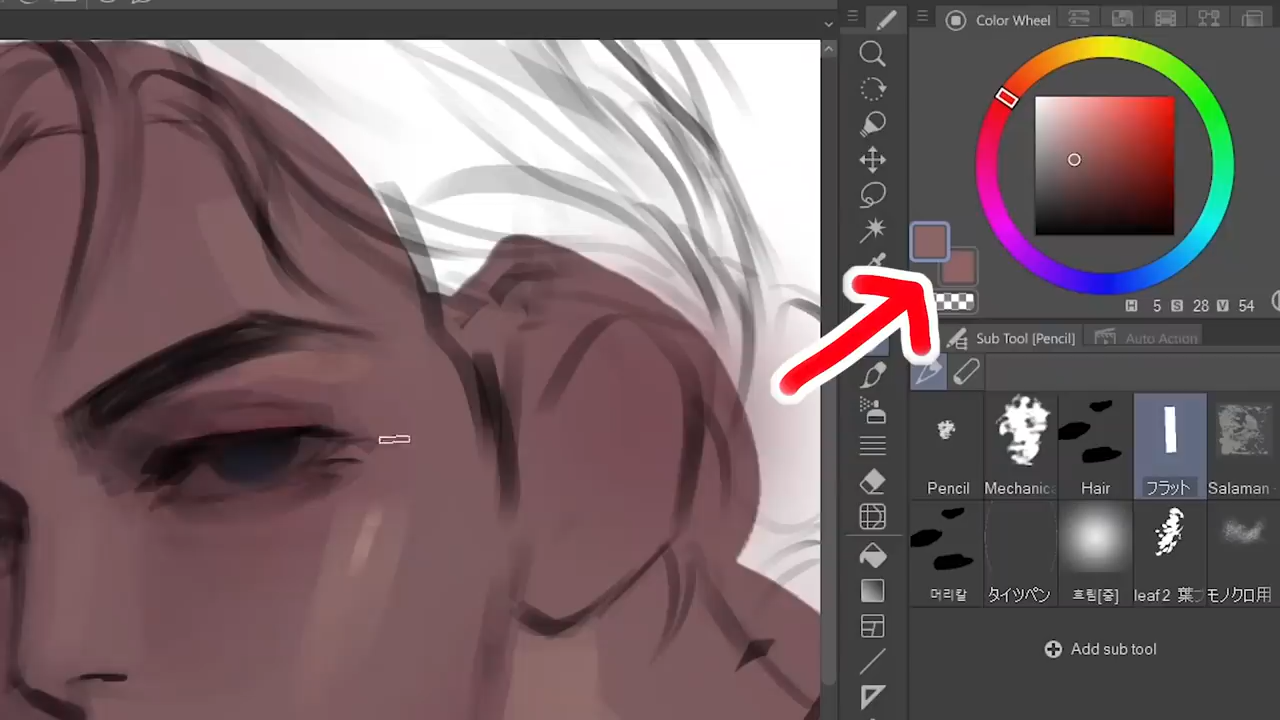 Color Wheel
H 5 S 28 V 54
Sub Tool [Pencil]
Auto Action
Pencil
Mechanica
Hair
フラット
Salaman
머리칼
タイツペン
흐림[중]
leaf2 葉
モノクロ用
Add sub tool